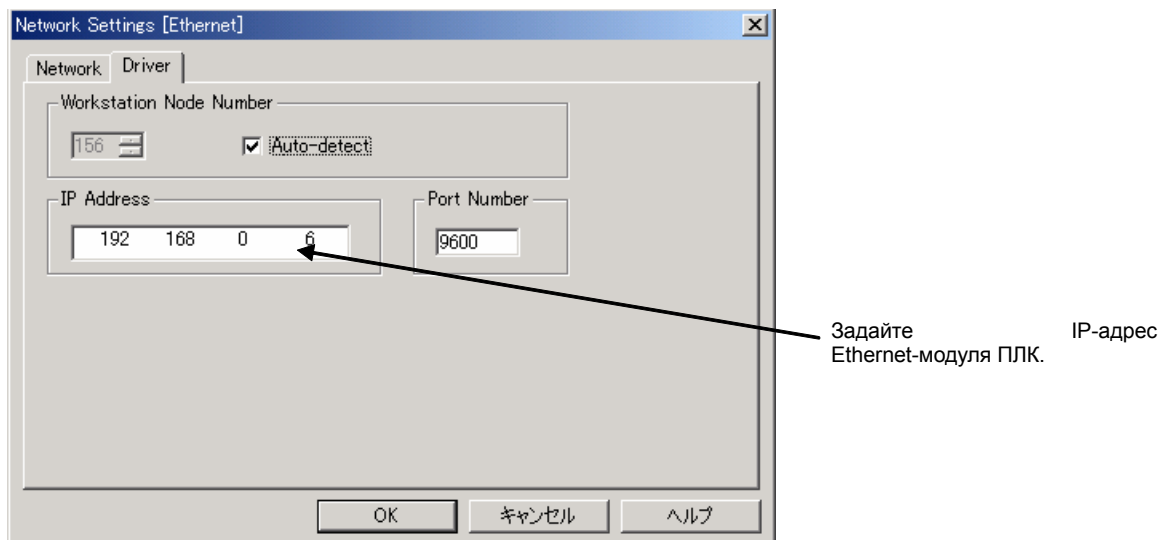 Network Settings [Ethernet]
Network Driver
Workstation Node Number
156 Auto-detect
IP Address Port Number
192 168 0 6 9600
Задайте IP-адрес
Ethernet-модуля ПЛК.
OK キャンセル ヘルプ